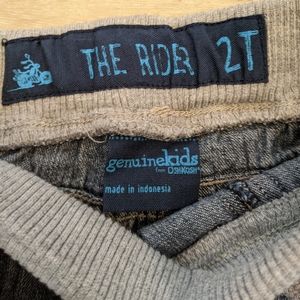 THE RIDER 2T
genuinekids
from OSHKOSH
made in indonesia